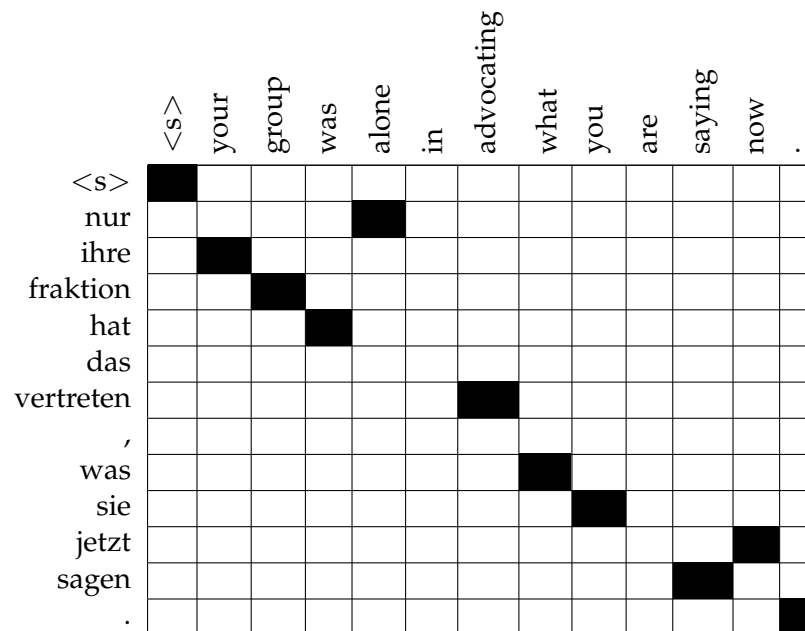 <s> your group was alone in advocating what you are saying now .
<s>
nur
ihre
fraktion
hat
das
vertreten
,
was
sie
jetzt
sagen
.